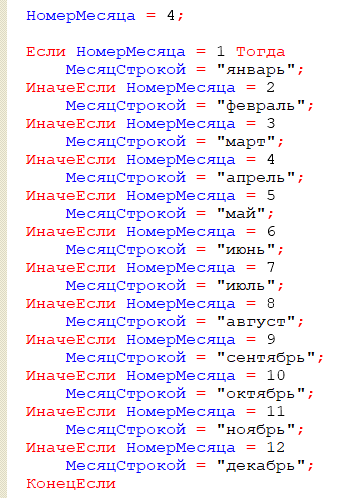 НомерМесяца = 4;
Если НомерМесяца = 1 Тогда
МесяцСтрокой = "январь";
ИначеЕсли НомерМесяца = 2
МесяцСтрокой = "февраль";
ИначеЕсли НомерМесяца = 3
МесяцСтрокой = "март";
ИначеЕсли НомерМесяца = 4
МесяцСтрокой = "апрель";
ИначеЕсли НомерМесяца = 5
МесяцСтрокой = "май";
ИначеЕсли НомерМесяца = 6
МесяцСтрокой = "июнь";
ИначеЕсли НомерМесяца = 7
МесяцСтрокой = "июль";
ИначеЕсли НомерМесяца = 8
МесяцСтрокой = "август";
ИначеЕсли НомерМесяца = 9
МесяцСтрокой = "сентябрь";
ИначеЕсли НомерМесяца = 10
МесяцСтрокой = "октябрь";
ИначеЕсли НомерМесяца = 11
МесяцСтрокой = "ноябрь";
ИначеЕсли НомерМесяца = 12
МесяцСтрокой = "декабрь";
КонецЕсли